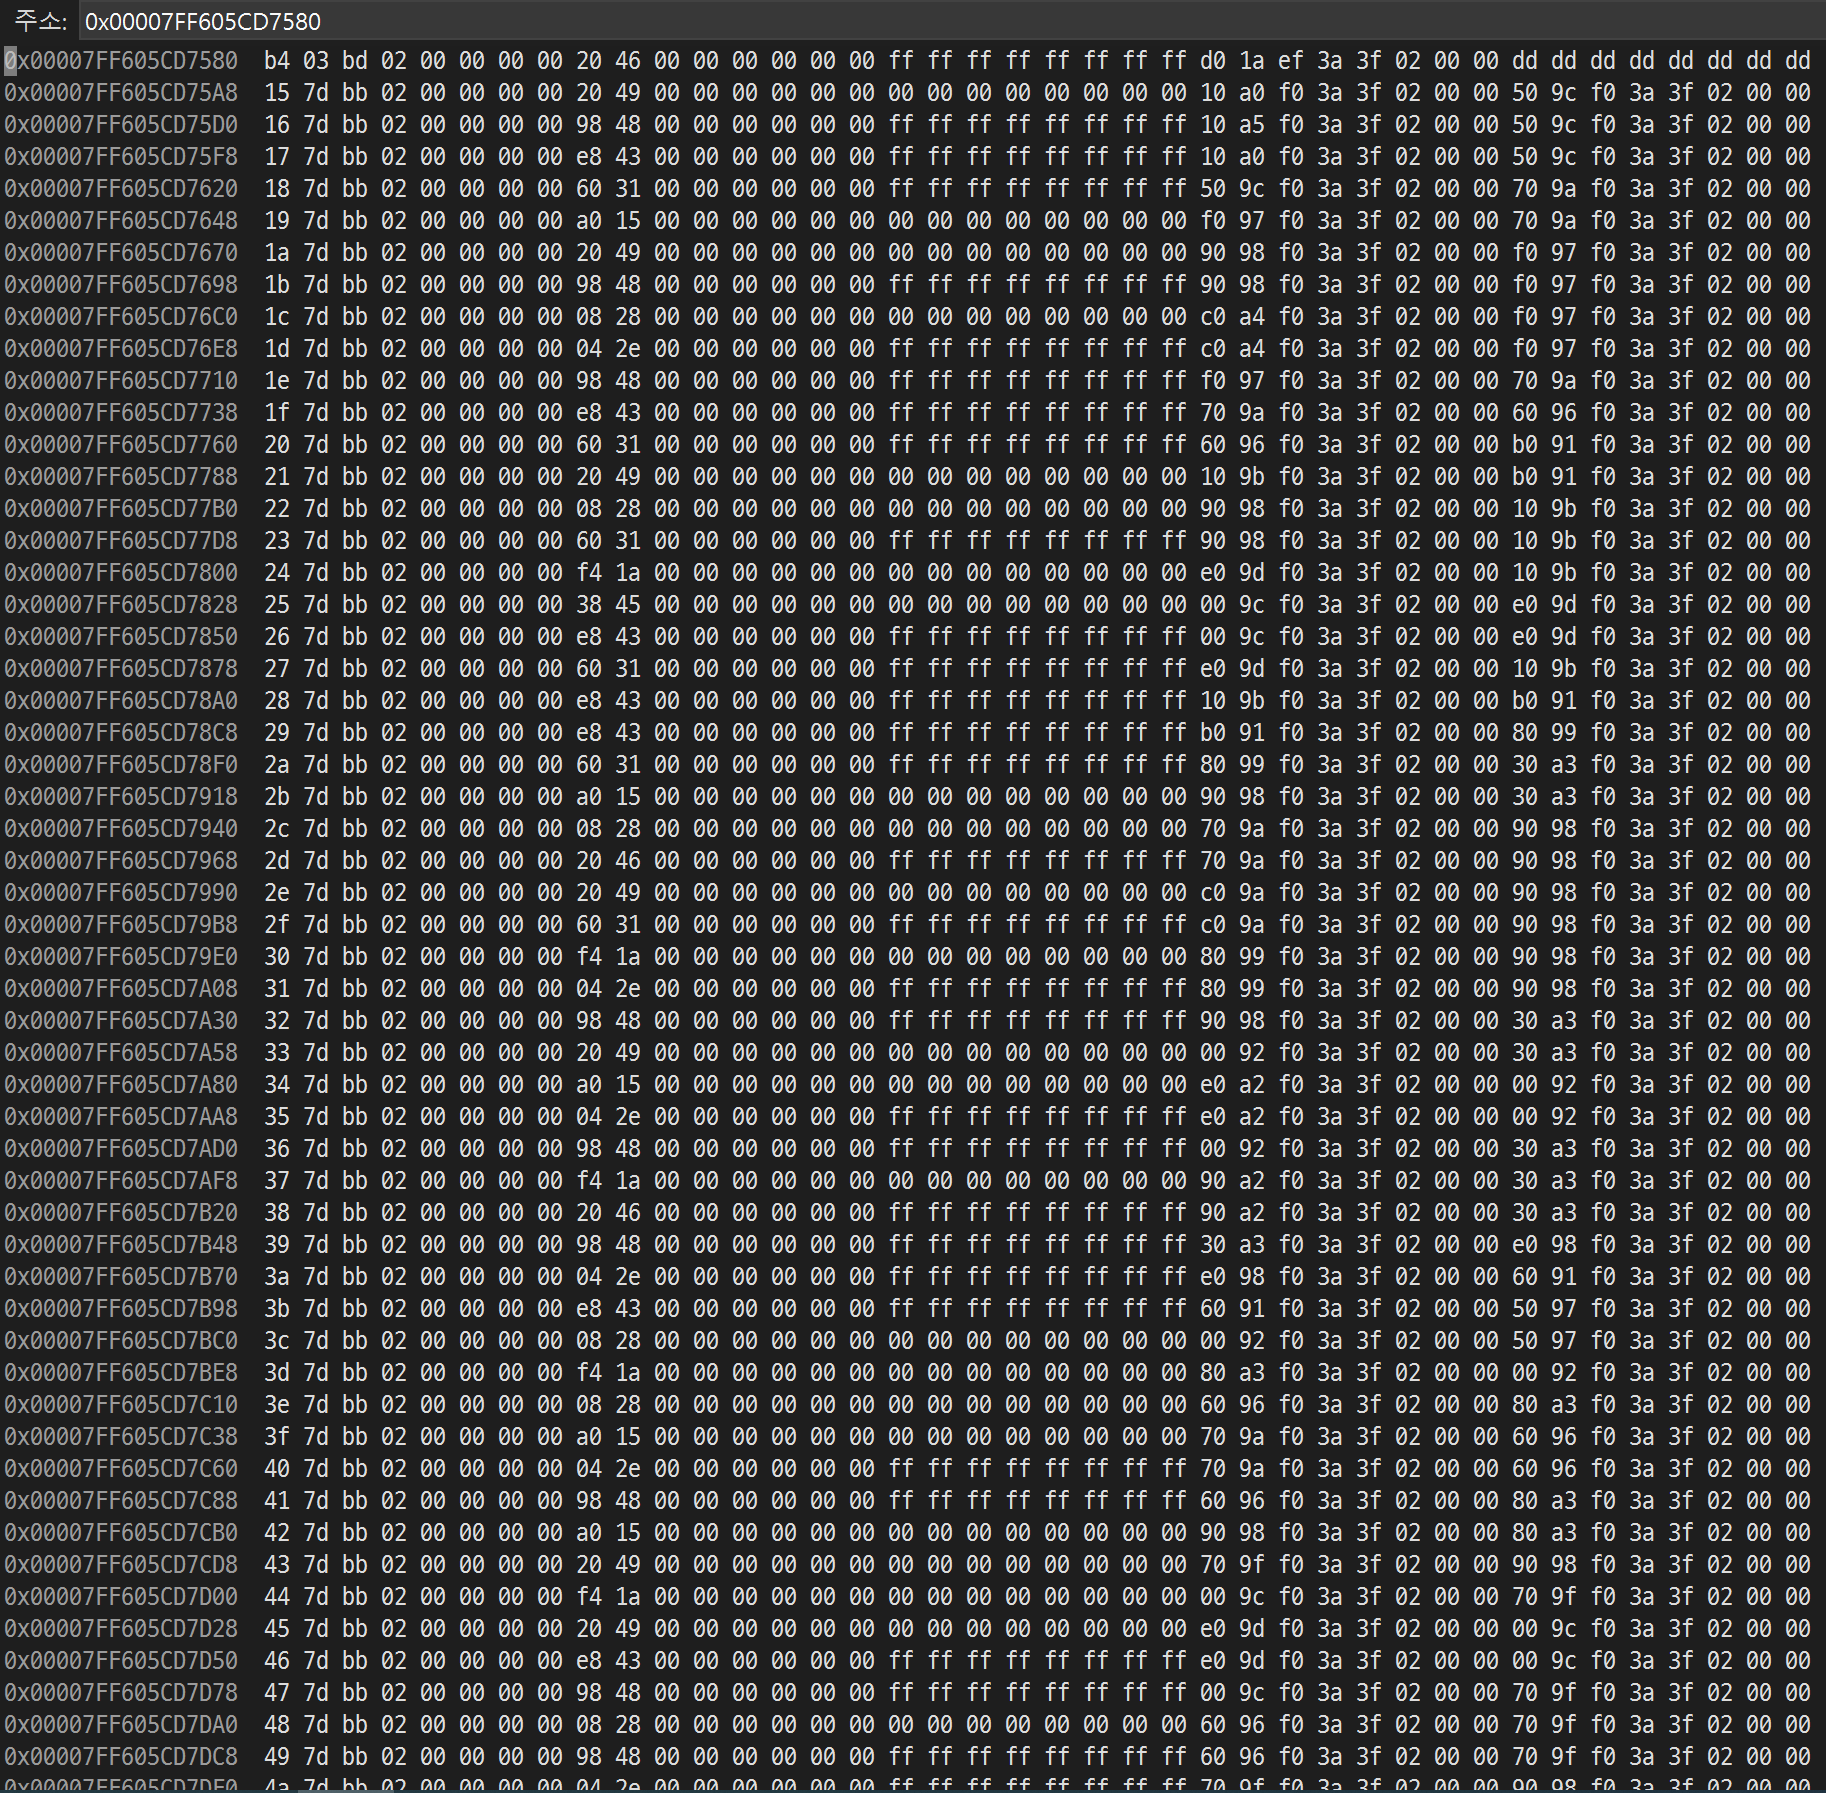 주소: 0x00007FF605CD7580
0x00007FF605CD7580 b4 03 bd 02 00 00 00 00 20 46 00 00 00 00 00 00 ff ff ff ff ff ff ff ff d0 1a ef 3a 3f 02 00 00 dd dd dd dd dd dd dd dd
0x00007FF605CD75A8 15 7d bb 02 00 00 00 00 20 49 00 00 00 00 00 00 00 00 00 00 00 00 00 00 10 a0 f0 3a 3f 02 00 00 50 9c f0 3a 3f 02 00 00
0x00007FF605CD75D0 16 7d bb 02 00 00 00 00 98 48 00 00 00 00 00 00 ff ff ff ff ff ff ff ff 10 a5 f0 3a 3f 02 00 00 50 9c f0 3a 3f 02 00 00
0x00007FF605CD75F8 17 7d bb 02 00 00 00 00 e8 43 00 00 00 00 00 00 ff ff ff ff ff ff ff ff 10 a0 f0 3a 3f 02 00 00 50 9c f0 3a 3f 02 00 00
0x00007FF605CD7620 18 7d bb 02 00 00 00 00 60 31 00 00 00 00 00 00 ff ff ff ff ff ff ff ff 50 9c f0 3a 3f 02 00 00 70 9a f0 3a 3f 02 00 00
0x00007FF605CD7648 19 7d bb 02 00 00 00 00 a0 15 00 00 00 00 00 00 00 00 00 00 00 00 00 00 f0 97 f0 3a 3f 02 00 00 70 9a f0 3a 3f 02 00 00
0x00007FF605CD7670 1a 7d bb 02 00 00 00 00 20 49 00 00 00 00 00 00 00 00 00 00 00 00 00 00 90 98 f0 3a 3f 02 00 00 f0 97 f0 3a 3f 02 00 00
0x00007FF605CD7698 1b 7d bb 02 00 00 00 00 98 48 00 00 00 00 00 00 ff ff ff ff ff ff ff ff 90 98 f0 3a 3f 02 00 00 f0 97 f0 3a 3f 02 00 00
0x00007FF605CD76C0 1c 7d bb 02 00 00 00 00 08 28 00 00 00 00 00 00 00 00 00 00 00 00 00 00 c0 a4 f0 3a 3f 02 00 00 f0 97 f0 3a 3f 02 00 00
0x00007FF605CD76E8 1d 7d bb 02 00 00 00 00 04 2e 00 00 00 00 00 00 ff ff ff ff ff ff ff ff c0 a4 f0 3a 3f 02 00 00 f0 97 f0 3a 3f 02 00 00
0x00007FF605CD7710 1e 7d bb 02 00 00 00 00 98 48 00 00 00 00 00 00 ff ff ff ff ff ff ff ff f0 97 f0 3a 3f 02 00 00 70 9a f0 3a 3f 02 00 00
0x00007FF605CD7738 1f 7d bb 02 00 00 00 00 e8 43 00 00 00 00 00 00 ff ff ff ff ff ff ff ff 70 9a f0 3a 3f 02 00 00 60 96 f0 3a 3f 02 00 00
0x00007FF605CD7760 20 7d bb 02 00 00 00 00 60 31 00 00 00 00 00 00 ff ff ff ff ff ff ff ff 60 96 f0 3a 3f 02 00 00 b0 91 f0 3a 3f 02 00 00
0x00007FF605CD7788 21 7d bb 02 00 00 00 00 20 49 00 00 00 00 00 00 00 00 00 00 00 00 00 00 10 9b f0 3a 3f 02 00 00 b0 91 f0 3a 3f 02 00 00
0x00007FF605CD77B0 22 7d bb 02 00 00 00 00 08 28 00 00 00 00 00 00 00 00 00 00 00 00 00 00 90 98 f0 3a 3f 02 00 00 10 9b f0 3a 3f 02 00 00
0x00007FF605CD77D8 23 7d bb 02 00 00 00 00 60 31 00 00 00 00 00 00 ff ff ff ff ff ff ff ff 90 98 f0 3a 3f 02 00 00 10 9b f0 3a 3f 02 00 00
0x00007FF605CD7800 24 7d bb 02 00 00 00 00 f4 1a 00 00 00 00 00 00 00 00 00 00 00 00 00 00 e0 9d f0 3a 3f 02 00 00 10 9b f0 3a 3f 02 00 00
0x00007FF605CD7828 25 7d bb 02 00 00 00 00 38 45 00 00 00 00 00 00 00 00 00 00 00 00 00 00 00 9c f0 3a 3f 02 00 00 e0 9d f0 3a 3f 02 00 00
0x00007FF605CD7850 26 7d bb 02 00 00 00 00 e8 43 00 00 00 00 00 00 ff ff ff ff ff ff ff ff 00 9c f0 3a 3f 02 00 00 e0 9d f0 3a 3f 02 00 00
0x00007FF605CD7878 27 7d bb 02 00 00 00 00 60 31 00 00 00 00 00 00 ff ff ff ff ff ff ff ff e0 9d f0 3a 3f 02 00 00 10 9b f0 3a 3f 02 00 00
0x00007FF605CD78A0 28 7d bb 02 00 00 00 00 e8 43 00 00 00 00 00 00 ff ff ff ff ff ff ff ff 10 9b f0 3a 3f 02 00 00 b0 91 f0 3a 3f 02 00 00
0x00007FF605CD78C8 29 7d bb 02 00 00 00 00 e8 43 00 00 00 00 00 00 ff ff ff ff ff ff ff ff b0 91 f0 3a 3f 02 00 00 80 99 f0 3a 3f 02 00 00
0x00007FF605CD78F0 2a 7d bb 02 00 00 00 00 60 31 00 00 00 00 00 00 ff ff ff ff ff ff ff ff 80 99 f0 3a 3f 02 00 00 30 a3 f0 3a 3f 02 00 00
0x00007FF605CD7918 2b 7d bb 02 00 00 00 00 a0 15 00 00 00 00 00 00 00 00 00 00 00 00 00 00 90 98 f0 3a 3f 02 00 00 30 a3 f0 3a 3f 02 00 00
0x00007FF605CD7940 2c 7d bb 02 00 00 00 00 08 28 00 00 00 00 00 00 00 00 00 00 00 00 00 00 70 9a f0 3a 3f 02 00 00 90 98 f0 3a 3f 02 00 00
0x00007FF605CD7968 2d 7d bb 02 00 00 00 00 20 46 00 00 00 00 00 00 ff ff ff ff ff ff ff ff 70 9a f0 3a 3f 02 00 00 90 98 f0 3a 3f 02 00 00
0x00007FF605CD7990 2e 7d bb 02 00 00 00 00 20 49 00 00 00 00 00 00 00 00 00 00 00 00 00 00 c0 9a f0 3a 3f 02 00 00 90 98 f0 3a 3f 02 00 00
0x00007FF605CD79B8 2f 7d bb 02 00 00 00 00 60 31 00 00 00 00 00 00 ff ff ff ff ff ff ff ff c0 9a f0 3a 3f 02 00 00 90 98 f0 3a 3f 02 00 00
0x00007FF605CD79E0 30 7d bb 02 00 00 00 00 f4 1a 00 00 00 00 00 00 00 00 00 00 00 00 00 00 80 99 f0 3a 3f 02 00 00 90 98 f0 3a 3f 02 00 00
0x00007FF605CD7A08 31 7d bb 02 00 00 00 00 04 2e 00 00 00 00 00 00 ff ff ff ff ff ff ff ff 80 99 f0 3a 3f 02 00 00 90 98 f0 3a 3f 02 00 00
0x00007FF605CD7A30 32 7d bb 02 00 00 00 00 98 48 00 00 00 00 00 00 ff ff ff ff ff ff ff ff 90 98 f0 3a 3f 02 00 00 30 a3 f0 3a 3f 02 00 00
0x00007FF605CD7A58 33 7d bb 02 00 00 00 00 20 49 00 00 00 00 00 00 00 00 00 00 00 00 00 00 00 92 f0 3a 3f 02 00 00 30 a3 f0 3a 3f 02 00 00
0x00007FF605CD7A80 34 7d bb 02 00 00 00 00 a0 15 00 00 00 00 00 00 00 00 00 00 00 00 00 00 e0 a2 f0 3a 3f 02 00 00 00 92 f0 3a 3f 02 00 00
0x00007FF605CD7AA8 35 7d bb 02 00 00 00 00 04 2e 00 00 00 00 00 00 ff ff ff ff ff ff ff ff e0 a2 f0 3a 3f 02 00 00 00 92 f0 3a 3f 02 00 00
0x00007FF605CD7AD0 36 7d bb 02 00 00 00 00 98 48 00 00 00 00 00 00 ff ff ff ff ff ff ff ff 00 92 f0 3a 3f 02 00 00 30 a3 f0 3a 3f 02 00 00
0x00007FF605CD7AF8 37 7d bb 02 00 00 00 00 f4 1a 00 00 00 00 00 00 00 00 00 00 00 00 00 00 90 a2 f0 3a 3f 02 00 00 30 a3 f0 3a 3f 02 00 00
0x00007FF605CD7B20 38 7d bb 02 00 00 00 00 20 46 00 00 00 00 00 00 ff ff ff ff ff ff ff ff 90 a2 f0 3a 3f 02 00 00 30 a3 f0 3a 3f 02 00 00
0x00007FF605CD7B48 39 7d bb 02 00 00 00 00 98 48 00 00 00 00 00 00 ff ff ff ff ff ff ff ff 30 a3 f0 3a 3f 02 00 00 e0 98 f0 3a 3f 02 00 00
0x00007FF605CD7B70 3a 7d bb 02 00 00 00 00 04 2e 00 00 00 00 00 00 ff ff ff ff ff ff ff ff e0 98 f0 3a 3f 02 00 00 60 91 f0 3a 3f 02 00 00
0x00007FF605CD7B98 3b 7d bb 02 00 00 00 00 e8 43 00 00 00 00 00 00 ff ff ff ff ff ff ff ff 60 91 f0 3a 3f 02 00 00 50 97 f0 3a 3f 02 00 00
0x00007FF605CD7BC0 3c 7d bb 02 00 00 00 00 08 28 00 00 00 00 00 00 00 00 00 00 00 00 00 00 00 92 f0 3a 3f 02 00 00 50 97 f0 3a 3f 02 00 00
0x00007FF605CD7BE8 3d 7d bb 02 00 00 00 00 f4 1a 00 00 00 00 00 00 00 00 00 00 00 00 00 00 80 a3 f0 3a 3f 02 00 00 00 92 f0 3a 3f 02 00 00
0x00007FF605CD7C10 3e 7d bb 02 00 00 00 00 08 28 00 00 00 00 00 00 00 00 00 00 00 00 00 00 60 96 f0 3a 3f 02 00 00 80 a3 f0 3a 3f 02 00 00
0x00007FF605CD7C38 3f 7d bb 02 00 00 00 00 a0 15 00 00 00 00 00 00 00 00 00 00 00 00 00 00 70 9a f0 3a 3f 02 00 00 60 96 f0 3a 3f 02 00 00
0x00007FF605CD7C60 40 7d bb 02 00 00 00 00 04 2e 00 00 00 00 00 00 ff ff ff ff ff ff ff ff 70 9a f0 3a 3f 02 00 00 60 96 f0 3a 3f 02 00 00
0x00007FF605CD7C88 41 7d bb 02 00 00 00 00 98 48 00 00 00 00 00 00 ff ff ff ff ff ff ff ff 60 96 f0 3a 3f 02 00 00 80 a3 f0 3a 3f 02 00 00
0x00007FF605CD7CB0 42 7d bb 02 00 00 00 00 a0 15 00 00 00 00 00 00 00 00 00 00 00 00 00 00 90 98 f0 3a 3f 02 00 00 80 a3 f0 3a 3f 02 00 00
0x00007FF605CD7CD8 43 7d bb 02 00 00 00 00 20 49 00 00 00 00 00 00 00 00 00 00 00 00 00 00 70 9f f0 3a 3f 02 00 00 90 98 f0 3a 3f 02 00 00
0x00007FF605CD7D00 44 7d bb 02 00 00 00 00 f4 1a 00 00 00 00 00 00 00 00 00 00 00 00 00 00 00 9c f0 3a 3f 02 00 00 70 9f f0 3a 3f 02 00 00
0x00007FF605CD7D28 45 7d bb 02 00 00 00 00 20 49 00 00 00 00 00 00 00 00 00 00 00 00 00 00 e0 9d f0 3a 3f 02 00 00 00 9c f0 3a 3f 02 00 00
0x00007FF605CD7D50 46 7d bb 02 00 00 00 00 e8 43 00 00 00 00 00 00 ff ff ff ff ff ff ff ff e0 9d f0 3a 3f 02 00 00 00 9c f0 3a 3f 02 00 00
0x00007FF605CD7D78 47 7d bb 02 00 00 00 00 98 48 00 00 00 00 00 00 ff ff ff ff ff ff ff ff 00 9c f0 3a 3f 02 00 00 70 9f f0 3a 3f 02 00 00
0x00007FF605CD7DA0 48 7d bb 02 00 00 00 00 08 28 00 00 00 00 00 00 00 00 00 00 00 00 00 00 60 96 f0 3a 3f 02 00 00 70 9f f0 3a 3f 02 00 00
0x00007FF605CD7DC8 49 7d bb 02 00 00 00 00 98 48 00 00 00 00 00 00 ff ff ff ff ff ff ff ff 60 96 f0 3a 3f 02 00 00 70 9f f0 3a 3f 02 00 00
0x00007FF605CD7DF0 4a 7d bb 02 00 00 00 00 04 2e 00 00 00 00 00 00 ff ff ff ff ff ff ff ff 70 9f f0 3a 3f 02 00 00 90 98 f0 3a 3f 02 00 00